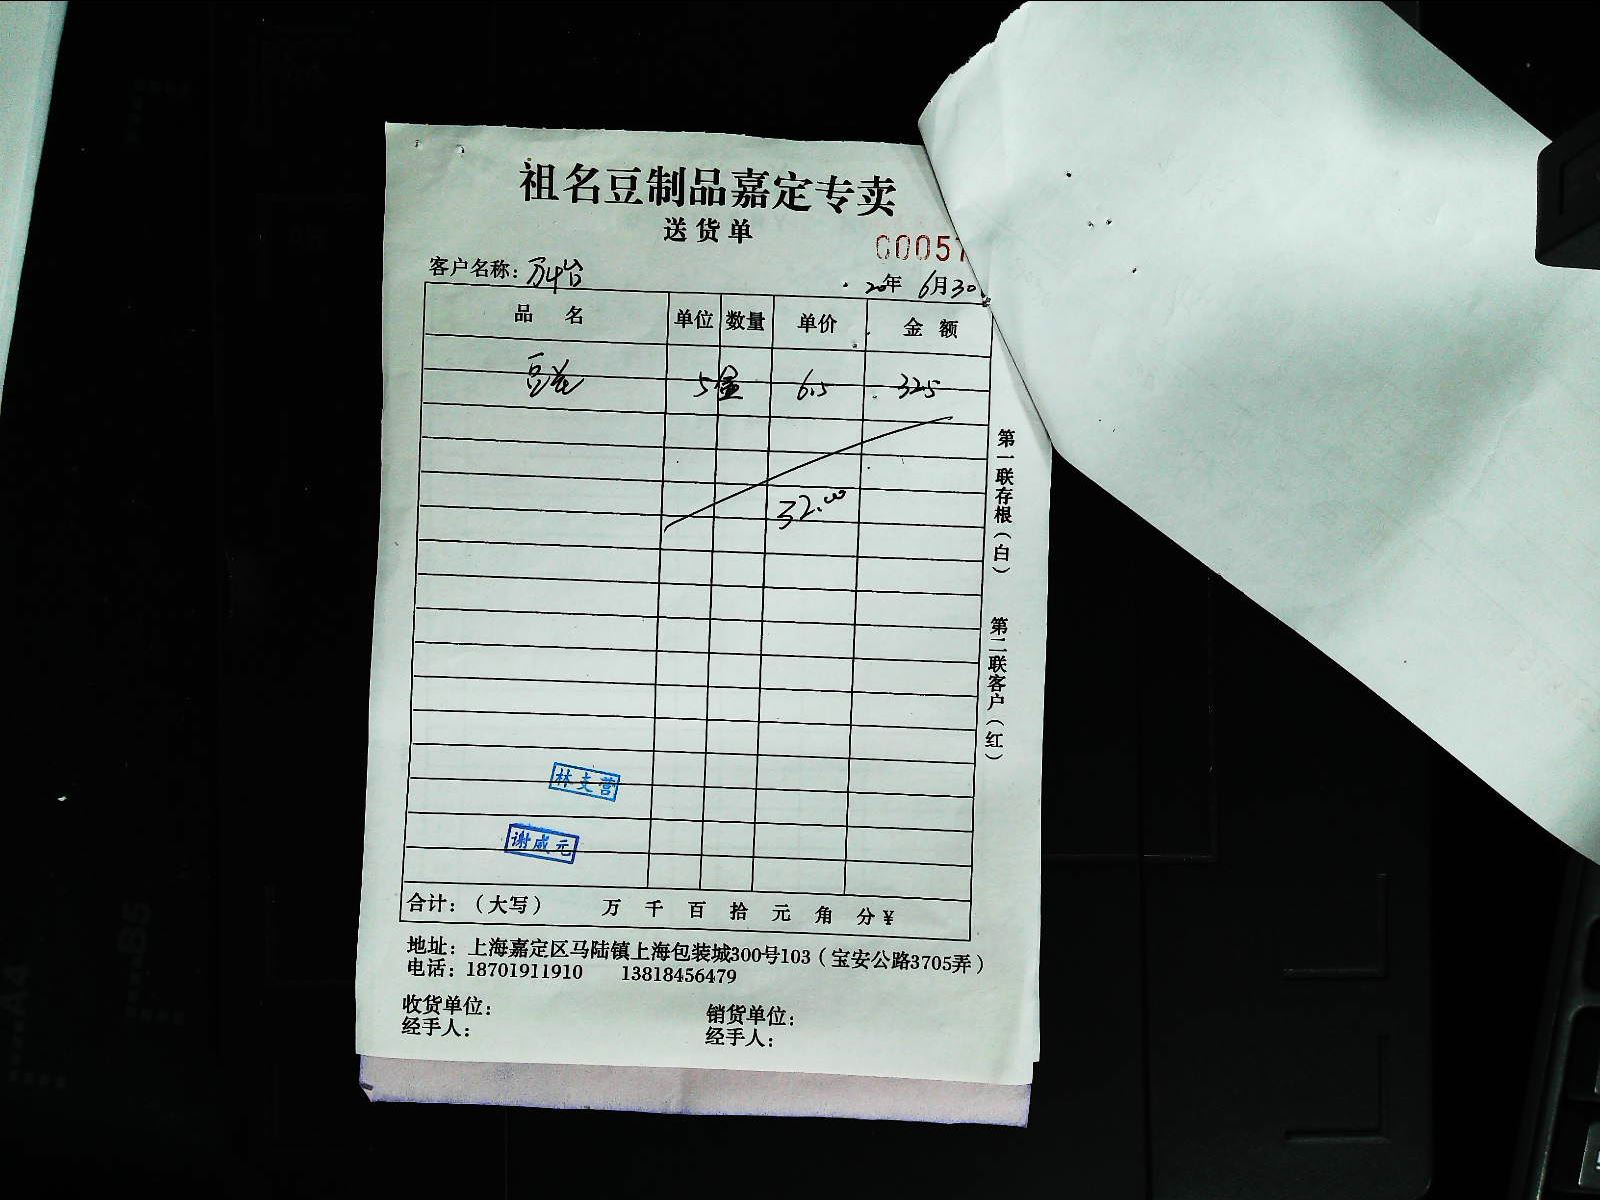 祖名豆制品嘉定专卖
送货单
00057
客户名称：
20年 6月30
品 名 单位 数量 单价 金额
豆花 5盒 6.5 32.5
32.00
第一联存根（白） 第二联客户（红）
林支营
谢威元
合计：（大写） 万 千 百 拾 元 角 分¥
地址：上海嘉定区马陆镇上海包装城300号103（宝安公路3705弄）
电话：18701911910 13818456479
收货单位： 销货单位：
经手人： 经手人：
A4
B5